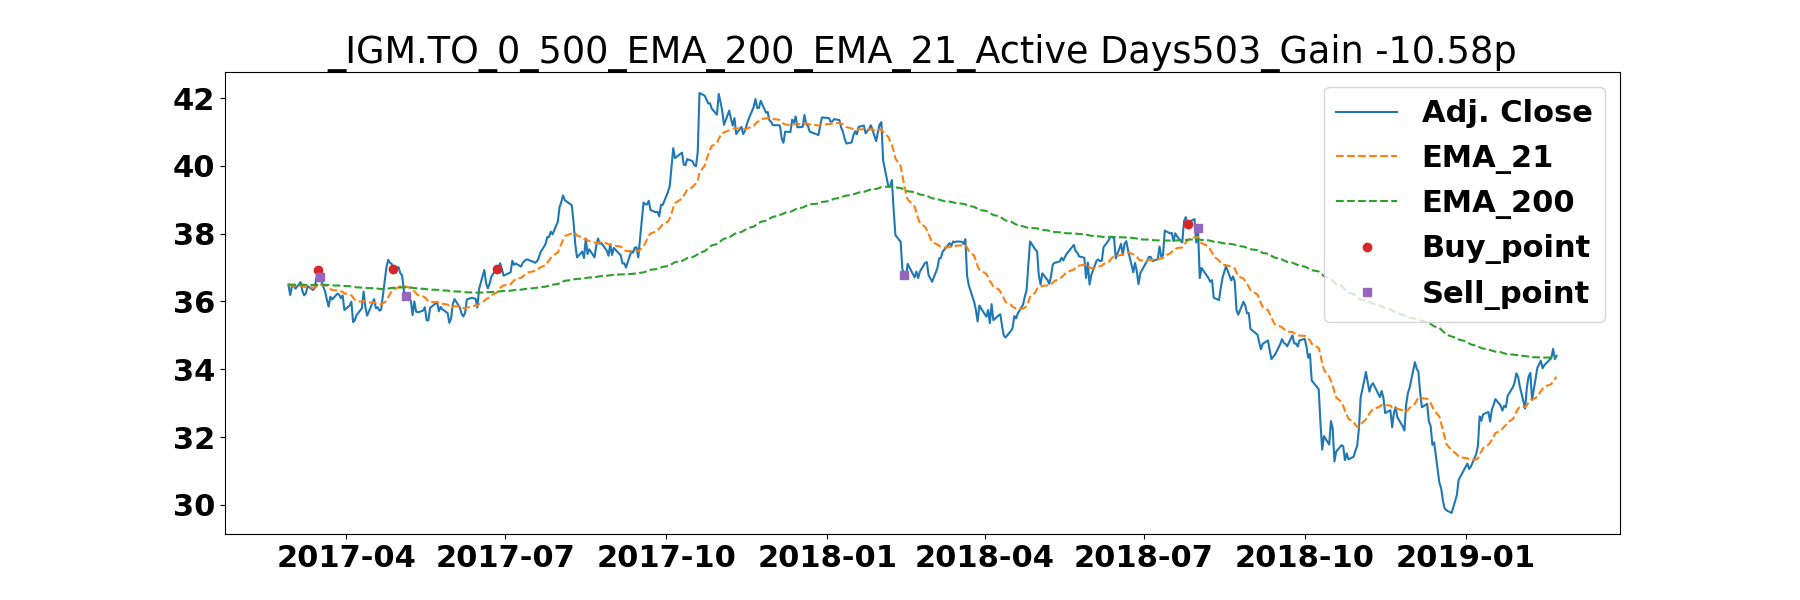 _IGM.TO_0_500_EMA_200_EMA_21_Active Days503_Gain -10.58p
42
40
38
36
34
32
30
Adj. Close
EMA_21
EMA_200
Buy_point
Sell_point
2017-04 2017-07 2017-10 2018-01 2018-04 2018-07 2018-10 2019-01